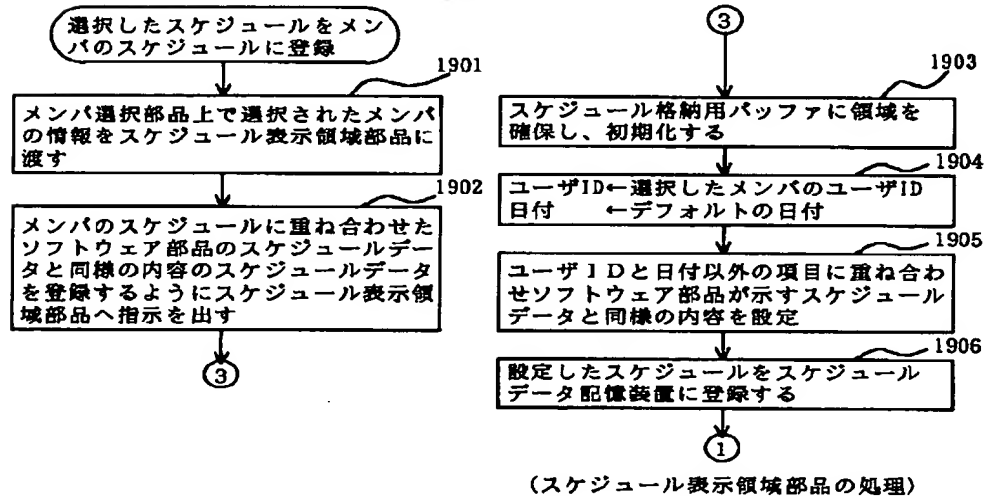 選択したスケジュールをメン
バのスケジュールに登録
1901
メンバ選択部品上で選択されたメンバ
の情報をスケジュール表示領域部品に
渡す
1902
メンバのスケジュールに重ね合わせた
ソフトウェア部品のスケジュールデー
タと同様の内容のスケジュールデータ
を登録するようにスケジュール表示領
域部品へ指示を出す
③
③
1903
スケジュール格納用バッファに領域を
確保し、初期化する
1904
ユーザID←選択したメンバのユーザID
日付　　←デフォルトの日付
1905
ユーザIDと日付以外の項目に重ね合わ
せソフトウェア部品が示すスケジュール
データと同様の内容を設定
1906
設定したスケジュールをスケジュール
データ記憶装置に登録する
①
(スケジュール表示領域部品の処理)